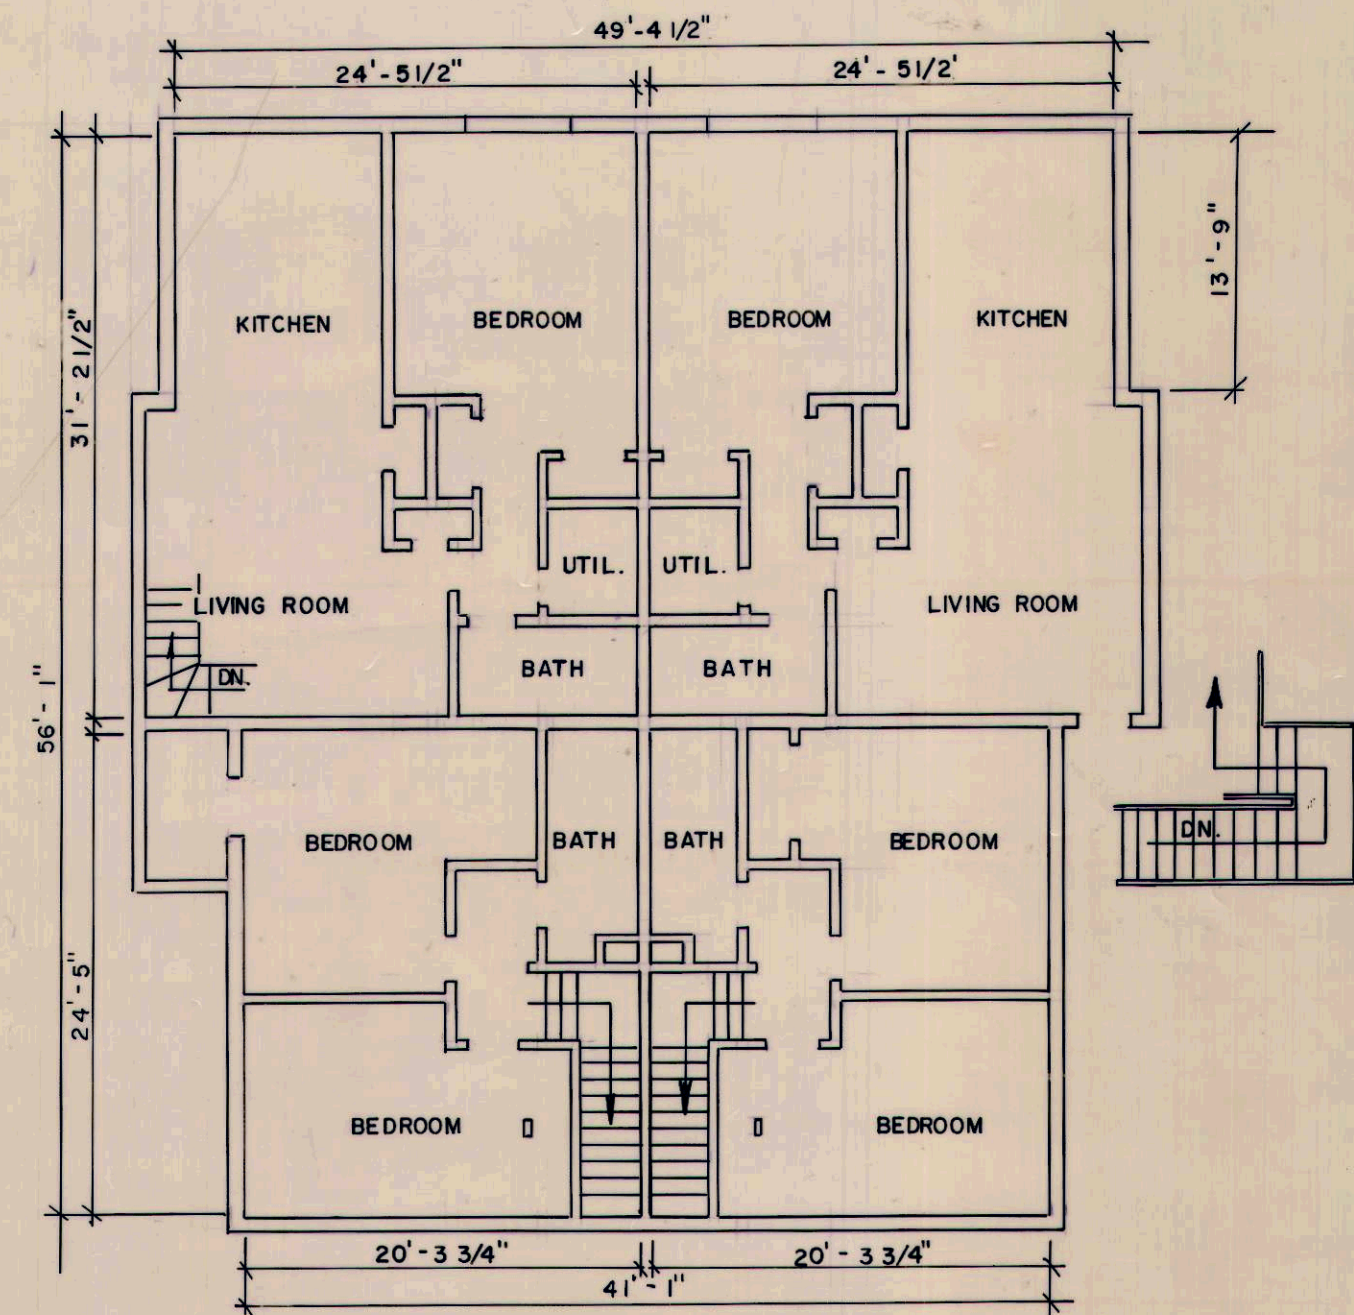 49'-4 1/2"
24'-5 1/2"
24'-5 1/2'
13'-9"
31'-2 1/2"
KITCHEN
BEDROOM
BEDROOM
KITCHEN
UTIL.
UTIL.
LIVING ROOM
LIVING ROOM
BATH
BATH
DN.
56'-1"
BEDROOM
BATH
BATH
BEDROOM
DN.
24'-5"
BEDROOM
BEDROOM
20'-3 3/4"
20'-3 3/4"
41'-1"